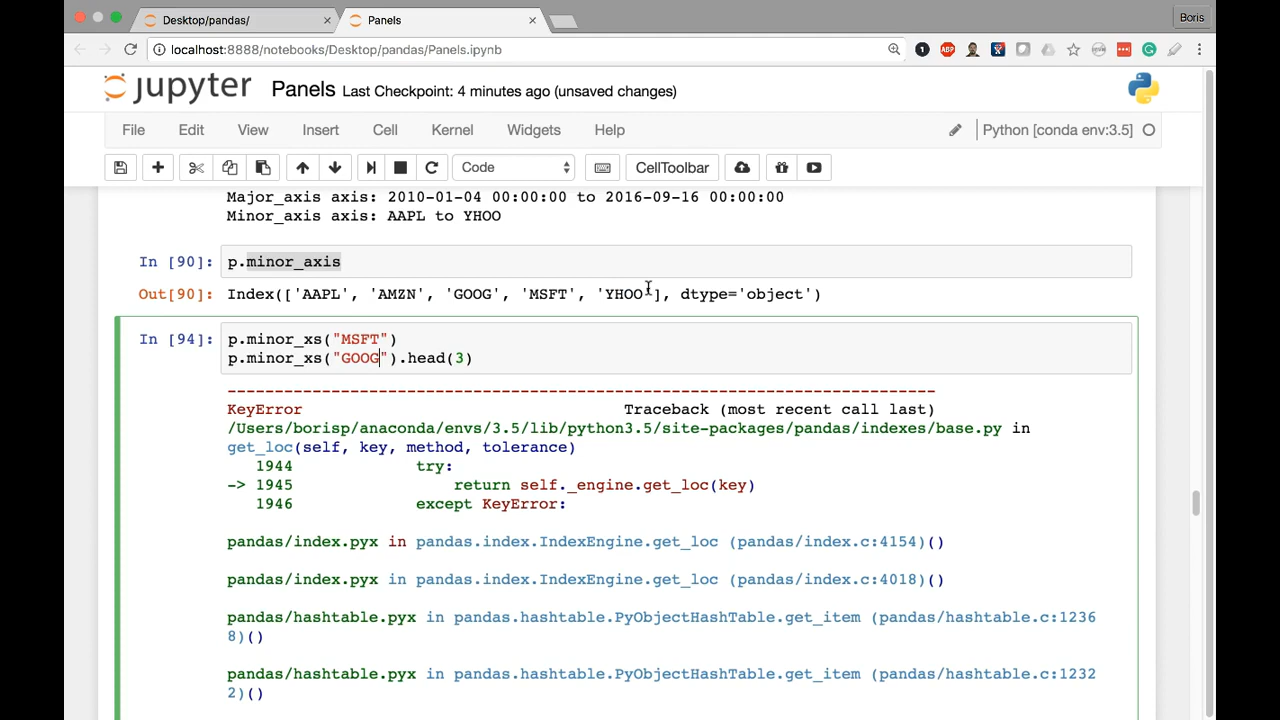 Desktop/pandas/
Panels
Boris
localhost:8888/notebooks/Desktop/pandas/Panels.ipynb
jupyter Panels Last Checkpoint: 4 minutes ago (unsaved changes)
File Edit View Insert Cell Kernel Widgets Help Python [conda env:3.5]
Code CellToolbar
Major_axis axis: 2010-01-04 00:00:00 to 2016-09-16 00:00:00
Minor_axis axis: AAPL to YHOO
In [90]: p.minor_axis
Out[90]: Index(['AAPL', 'AMZN', 'GOOG', 'MSFT', 'YHOO'], dtype='object')
In [94]: p.minor_xs("MSFT")
p.minor_xs("GOOG").head(3)
---------------------------------------------------------------------------
KeyError Traceback (most recent call last)
/Users/borisp/anaconda/envs/3.5/lib/python3.5/site-packages/pandas/indexes/base.py in
get_loc(self, key, method, tolerance)
1944 try:
-> 1945 return self._engine.get_loc(key)
1946 except KeyError:
pandas/index.pyx in pandas.index.IndexEngine.get_loc (pandas/index.c:4154)()
pandas/index.pyx in pandas.index.IndexEngine.get_loc (pandas/index.c:4018)()
pandas/hashtable.pyx in pandas.hashtable.PyObjectHashTable.get_item (pandas/hashtable.c:1236
8)()
pandas/hashtable.pyx in pandas.hashtable.PyObjectHashTable.get_item (pandas/hashtable.c:1232
2)()